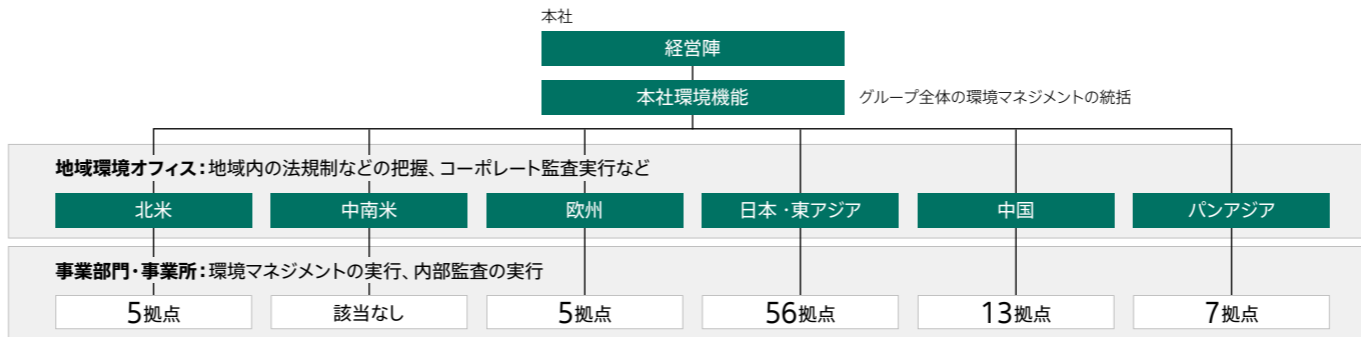 本社
経営陣
本社環境機能
グループ全体の環境マネジメントの統括
地域環境オフィス：地域内の法規制などの把握、コーポレート監査実行など
北米
中南米
欧州
日本・東アジア
中国
パンアジア
事業部門・事業所：環境マネジメントの実行、内部監査の実行
5拠点
該当なし
5拠点
56拠点
13拠点
7拠点